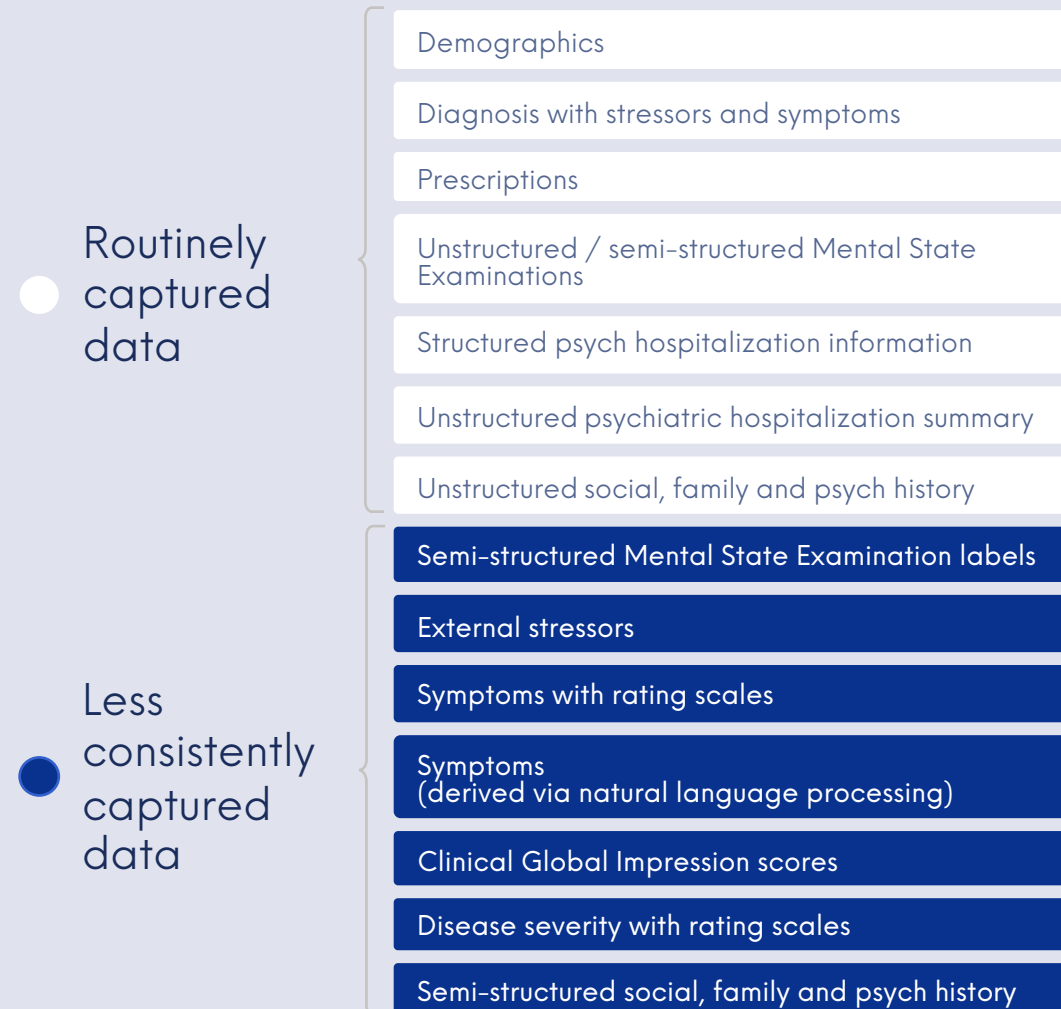 Routinely
captured
data
Demographics
Diagnosis with stressors and symptoms
Prescriptions
Unstructured / semi-structured Mental State
Examinations
Structured psych hospitalization information
Unstructured psychiatric hospitalization summary
Unstructured social, family and psych history
Less
consistently
captured
data
Semi-structured Mental State Examination labels
External stressors
Symptoms with rating scales
Symptoms
(derived via natural language processing)
Clinical Global Impression scores
Disease severity with rating scales
Semi-structured social, family and psych history